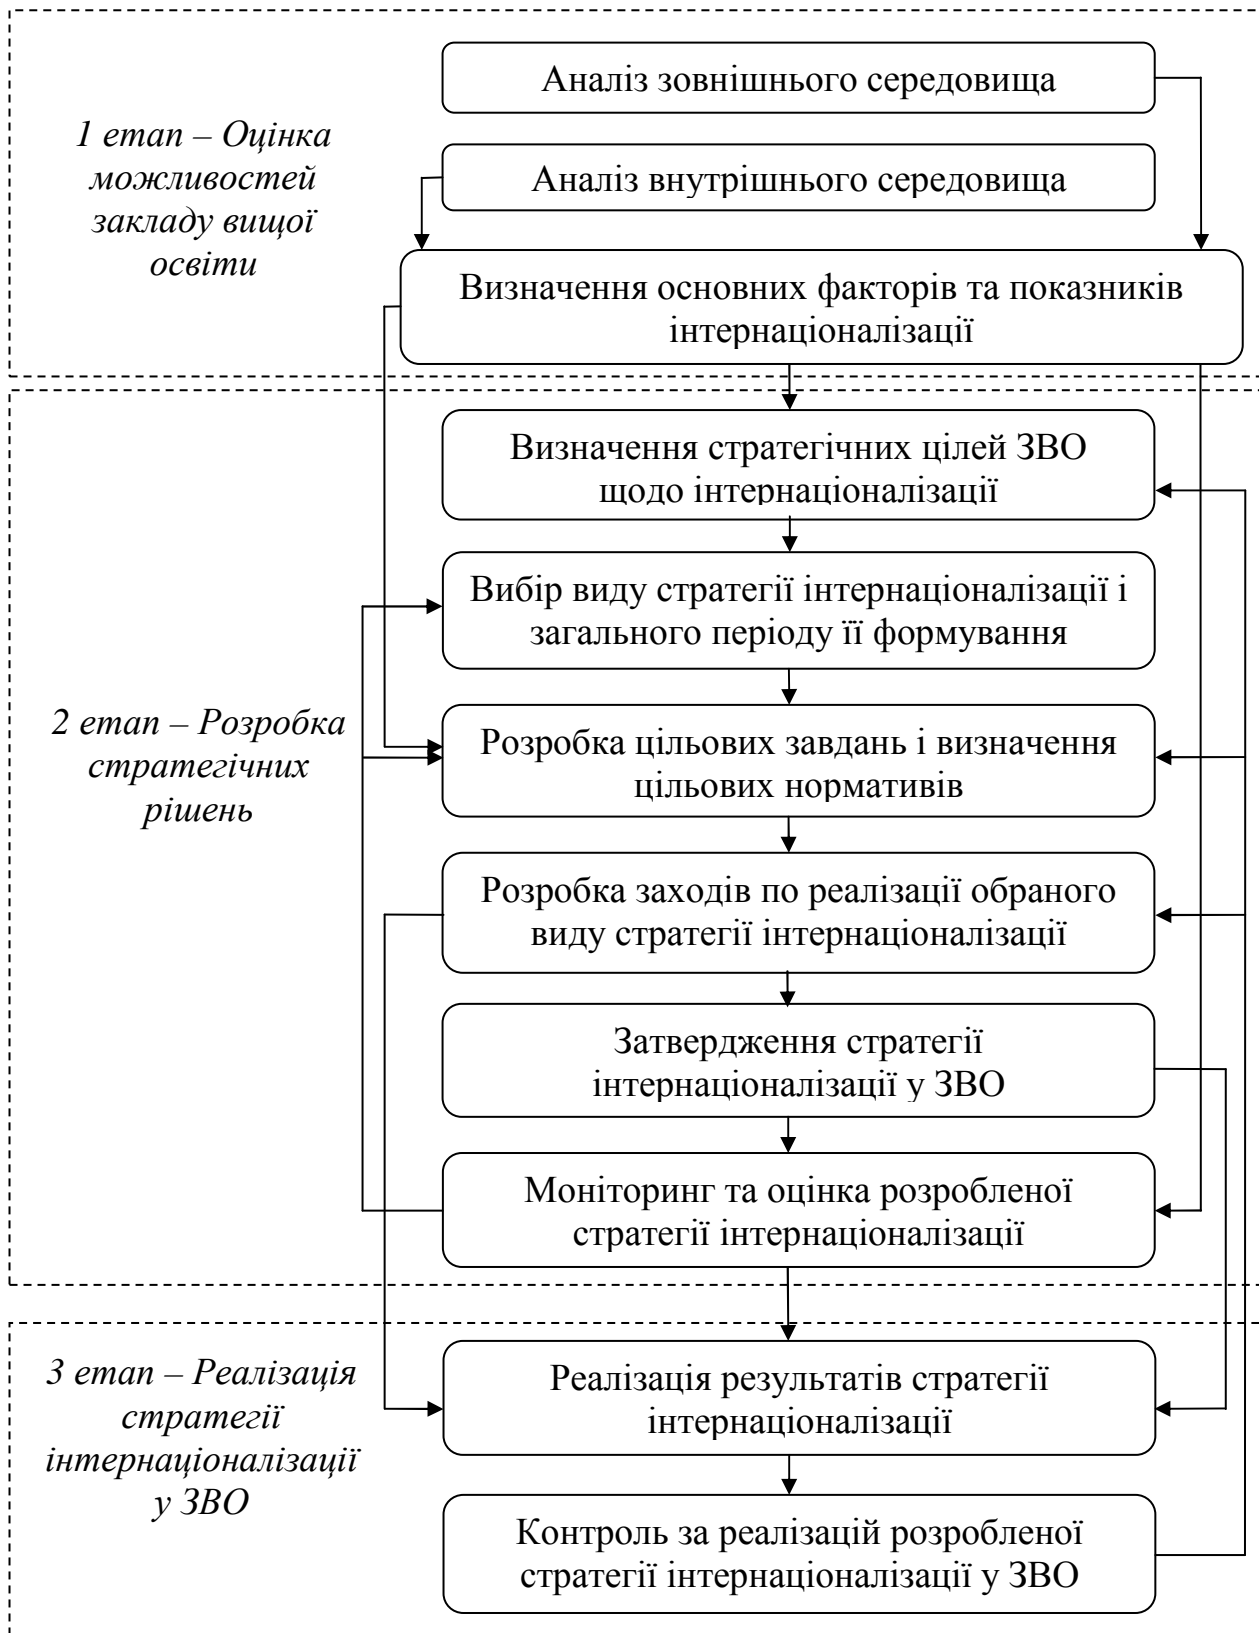 1 етап – Оцінка
можливостей
закладу вищої
освіти
Аналіз зовнішнього середовища
Аналіз внутрішнього середовища
Визначення основних факторів та показників
інтернаціоналізації
2 етап – Розробка
стратегічних
рішень
Визначення стратегічних цілей ЗВО
щодо інтернаціоналізації
Вибір виду стратегії інтернаціоналізації і
загального періоду її формування
Розробка цільових завдань і визначення
цільових нормативів
Розробка заходів по реалізації обраного
виду стратегії інтернаціоналізації
Затвердження стратегії
інтернаціоналізації у ЗВО
Моніторинг та оцінка розробленої
стратегії інтернаціоналізації
3 етап – Реалізація
стратегії
інтернаціоналізації
у ЗВО
Реалізація результатів стратегії
інтернаціоналізації
Контроль за реалізацій розробленої
стратегії інтернаціоналізації у ЗВО